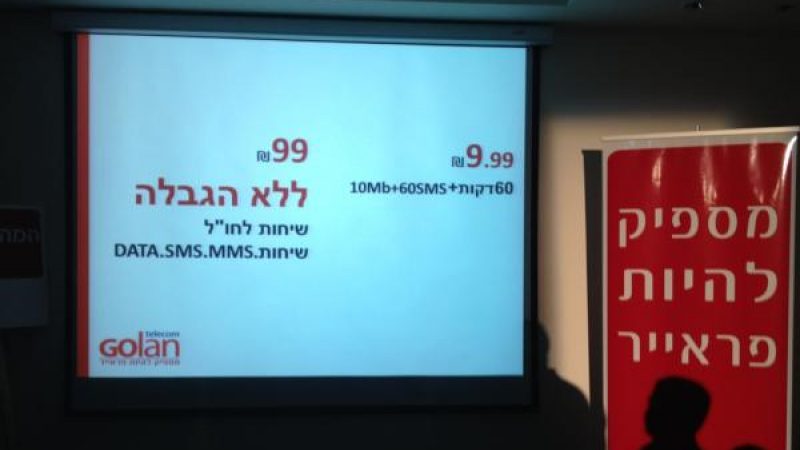 ₪9.99
60דקות+10Mb+60SMS
₪99
ללא הגבלה
שיחות לחו"ל
שיחות.DATA.SMS.MMS
telecom
GOLan
מספיק להיות פראייר
מספיק
להיות
פראייר